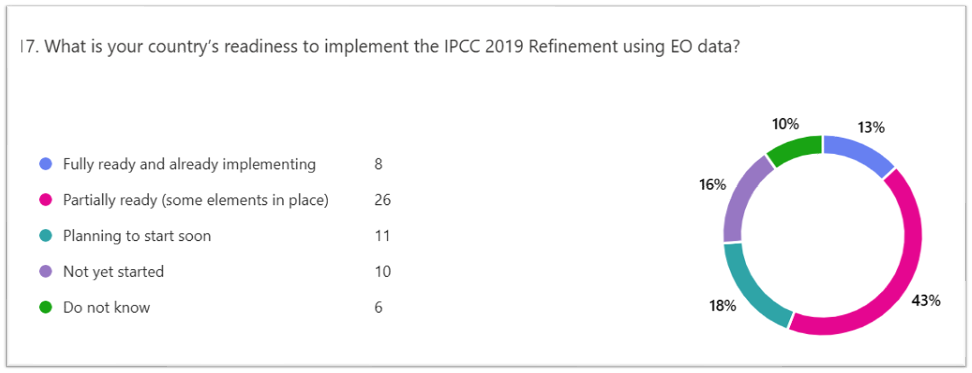 17. What is your country's readiness to implement the IPCC 2019 Refinement using EO data?
Fully ready and already implementing 8
Partially ready (some elements in place) 26
Planning to start soon 11
Not yet started 10
Do not know 6
10%
13%
16%
18%
43%